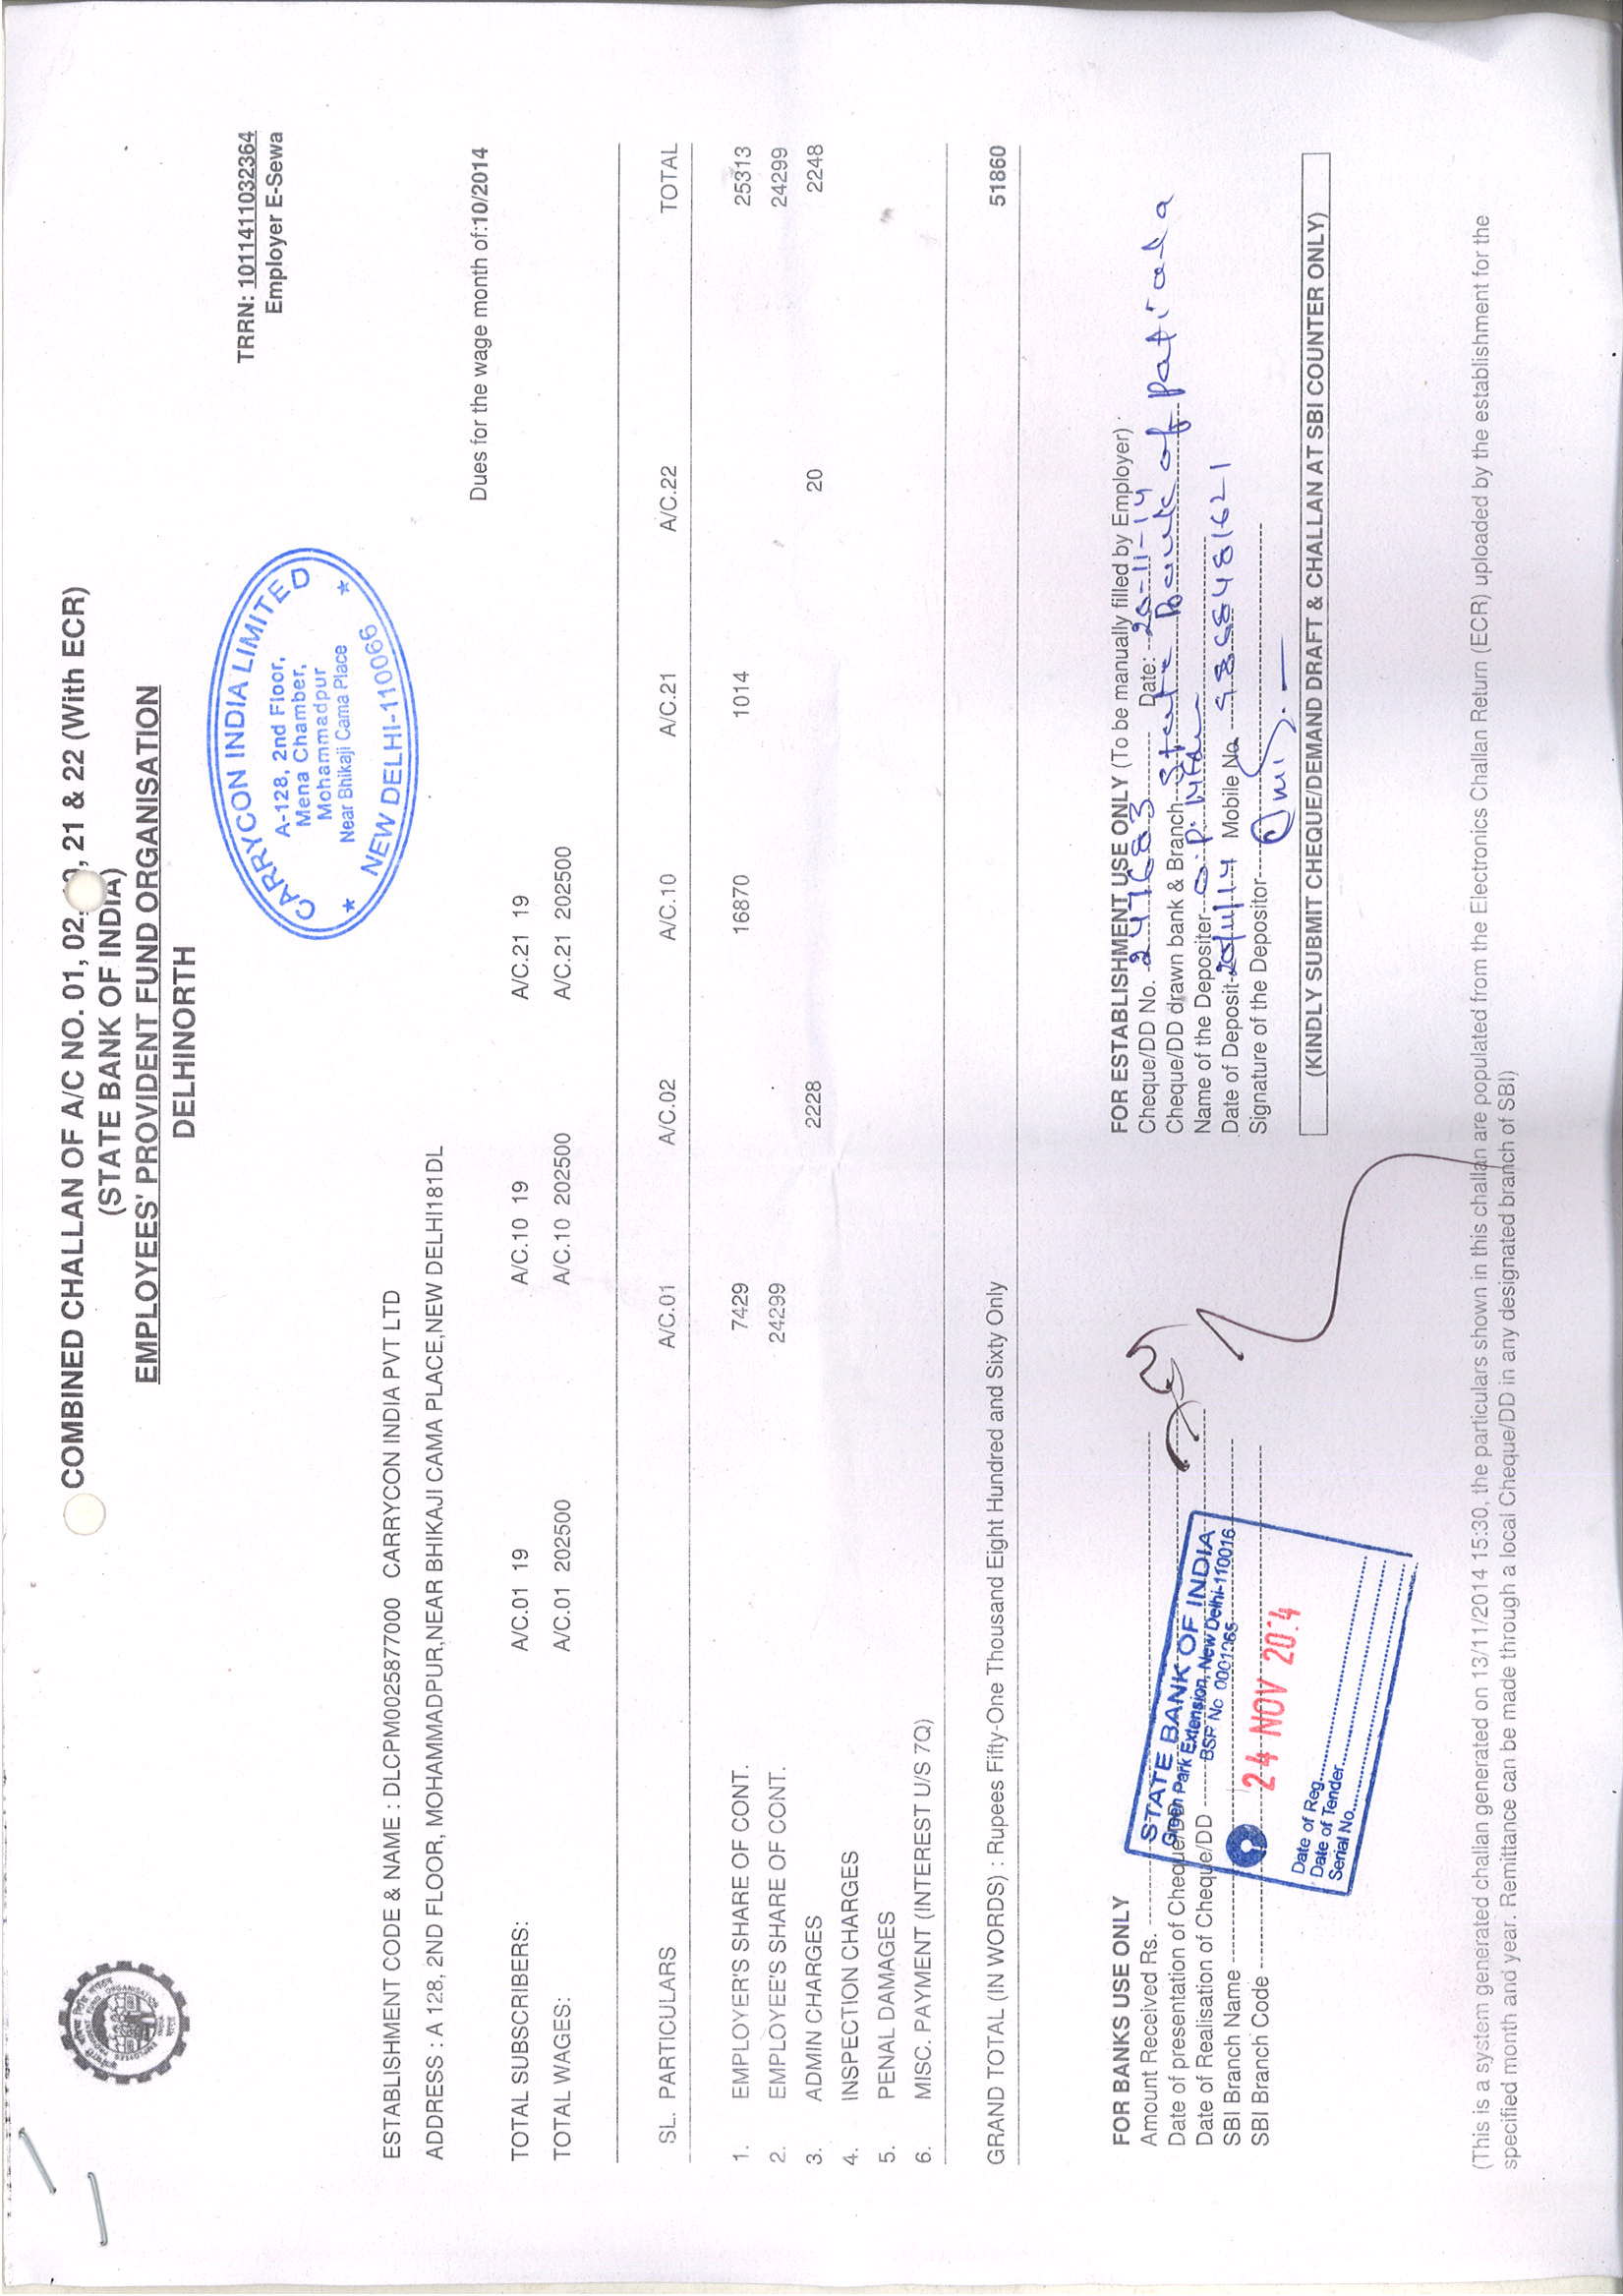 COMBINED CHALLAN OF A/C NO. 01, 02, , 21 & 22 (With ECR)
(STATE BANK OF INDIA)
EMPLOYEES' PROVIDENT FUND ORGANISATION
DELHINORTH
TRRN: 1011411032364
Employer E-Sewa
CARRYCON INDIA LIMITED
A-128, 2nd Floor,
Mena Chamber,
Mohammadpur
Near Bhikaji Cama Place
★ NEW DELHI-110066 ★
ESTABLISHMENT CODE & NAME : DLCPM0025877000 CARRYCON INDIA PVT LTD
ADDRESS : A 128, 2ND FLOOR, MOHAMMADPUR,NEAR BHIKAJI CAMA PLACE,NEW DELHI181DL
Dues for the wage month of:10/2014
TOTAL SUBSCRIBERS: A/C.01 19 A/C.10 19 A/C.21 19
TOTAL WAGES: A/C.01 202500 A/C.10 202500 A/C.21 202500
SL. PARTICULARS A/C.01 A/C.02 A/C.10 A/C.21 A/C.22 TOTAL
1. EMPLOYER'S SHARE OF CONT. 7429 16870 1014 25313
2. EMPLOYEE'S SHARE OF CONT. 24299 24299
3. ADMIN CHARGES 2228 20 2248
4. INSPECTION CHARGES
5. PENAL DAMAGES
6. MISC. PAYMENT (INTEREST U/S 7Q)
GRAND TOTAL (IN WORDS) : Rupees Fifty-One Thousand Eight Hundred and Sixty Only 51860
FOR BANKS USE ONLY
Amount Received Rs.
Date of presentation of Cheque/DD
Date of Realisation of Cheque/DD
SBI Branch Name
SBI Branch Code
STATE BANK OF INDIA
Green Park Extension, New Delhi-110016
BSR No 0001265
24 NOV 2014
Date of Reg.
Date of Tender
Serial No.
FOR ESTABLISHMENT USE ONLY (To be manually filled by Employer)
Cheque/DD No. 247683 Date: 20-11-14
Cheque/DD drawn bank & Branch State Bank of Patiala
Name of the Depositer
Date of Deposit 20/11/14 Mobile No
Signature of the Depositor
(KINDLY SUBMIT CHEQUE/DEMAND DRAFT & CHALLAN AT SBI COUNTER ONLY)
(This is a system generated challan generated on 13/11/2014 15:30, the particulars shown in this challan are populated from the Electronics Challan Return (ECR) uploaded by the establishment for the
specified month and year. Remittance can be made through a local Cheque/DD in any designated branch of SBI)